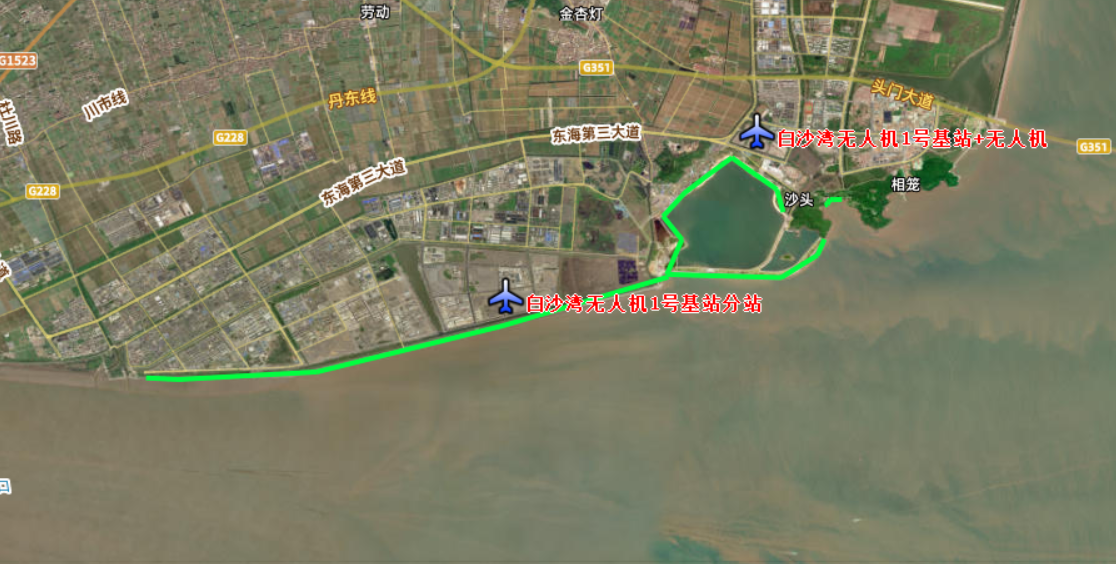 劳动
金杏灯
G1523
G351
川市线
丹东线
头门大道
东海第三大道
G228
白沙湾无人机1号基站+无人机
G351
东海第三大道
G228
相笼
沙头
白沙湾无人机1号基站分站
道
口